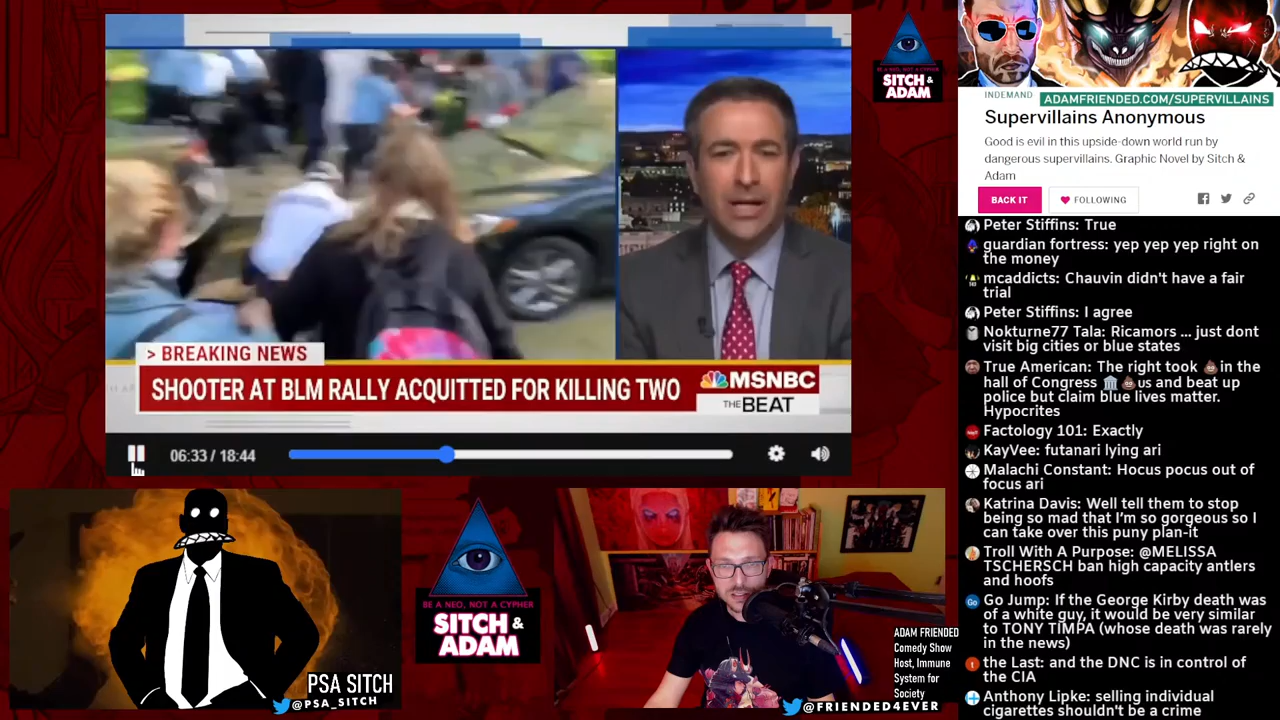 BE A NEO, NOT A CYPHER
SITCH &
ADAM
INDEMAND
ADAMFRIENDED.COM/SUPERVILLAINS
Supervillains Anonymous
Good is evil in this upside-down world run by
dangerous supervillains. Graphic Novel by Sitch &
Adam
BACK IT
FOLLOWING
> BREAKING NEWS
SHOOTER AT BLM RALLY ACQUITTED FOR KILLING TWO
MSNBC
THE BEAT
06:33 / 18:44
Peter Stiffins: True
guardian fortress: yep yep yep right on
the money
mcaddicts: Chauvin didn't have a fair
trial
Peter Stiffins: I agree
Nokturne77 Tala: Ricamors ... just dont
visit big cities or blue states
True American: The right took 💩in the
hall of Congress 🏛💩us and beat up
police but claim blue lives matter.
Hypocrites
Factology 101: Exactly
KayVee: futanari lying ari
Malachi Constant: Hocus pocus out of
focus ari
Katrina Davis: Well tell them to stop
being so mad that I'm so gorgeous so I
can take over this puny plan-it
Troll With A Purpose: @MELISSA
TSCHERSCH ban high capacity antlers
and hoofs
Go Jump: If the George Kirby death was
of a white guy, it would be very similar
to TONY TIMPA (whose death was rarely
in the news)
the Last: and the DNC is in control of
the CIA
Anthony Lipke: selling individual
cigarettes shouldn't be a crime
PSA SITCH
@PSA_SITCH
BE A NEO, NOT A CYPHER
SITCH &
ADAM
ADAM FRIENDED
Comedy Show
Host, Immune
System for
Society
@FRIENDED4EVER